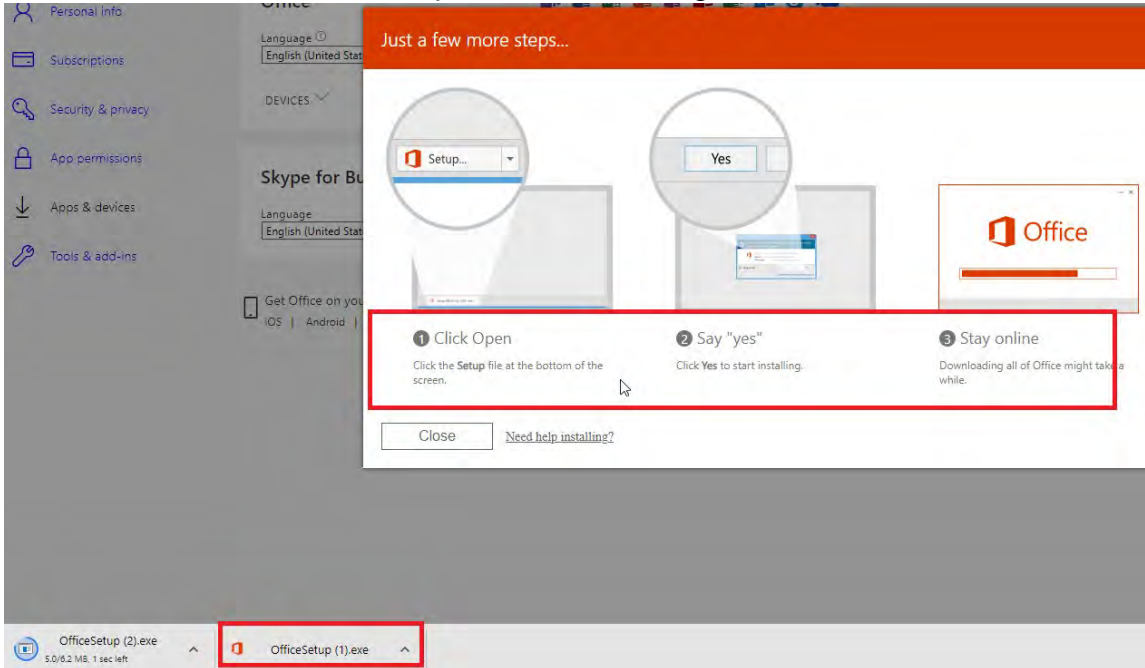 Personal info
Office
Language
English (United Stat
Subscriptions
Security & privacy
DEVICES
App permissions
Skype for Bu
Apps & devices
Language
English (United Stat
Tools & add-ins
Get Office on you
iOS | Android |
Just a few more steps...
Setup...
Yes
Office
1 Click Open
Click the Setup file at the bottom of the
screen.
2 Say "yes"
Click Yes to start installing.
3 Stay online
Downloading all of Office might take a
while.
Close
Need help installing?
OfficeSetup (2).exe
5.0/6.2 MB, 1 sec left
OfficeSetup (1).exe